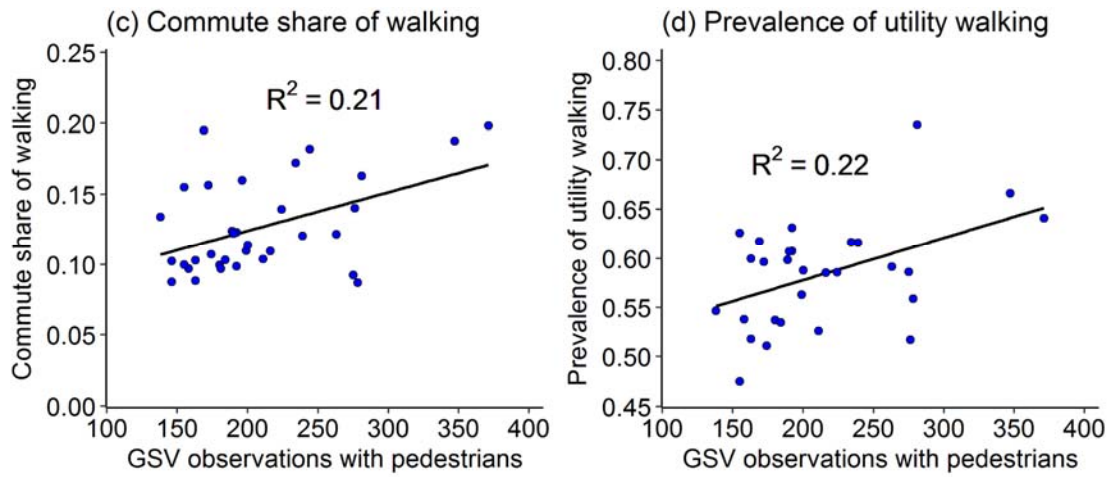 (c) Commute share of walking
R² = 0.21
Commute share of walking
0.25
0.20
0.15
0.10
0.05
0.00
100 150 200 250 300 350 400
GSV observations with pedestrians
(d) Prevalence of utility walking
R² = 0.22
Prevalence of utility walking
0.80
0.75
0.70
0.65
0.60
0.55
0.50
0.45
100 150 200 250 300 350 400
GSV observations with pedestrians